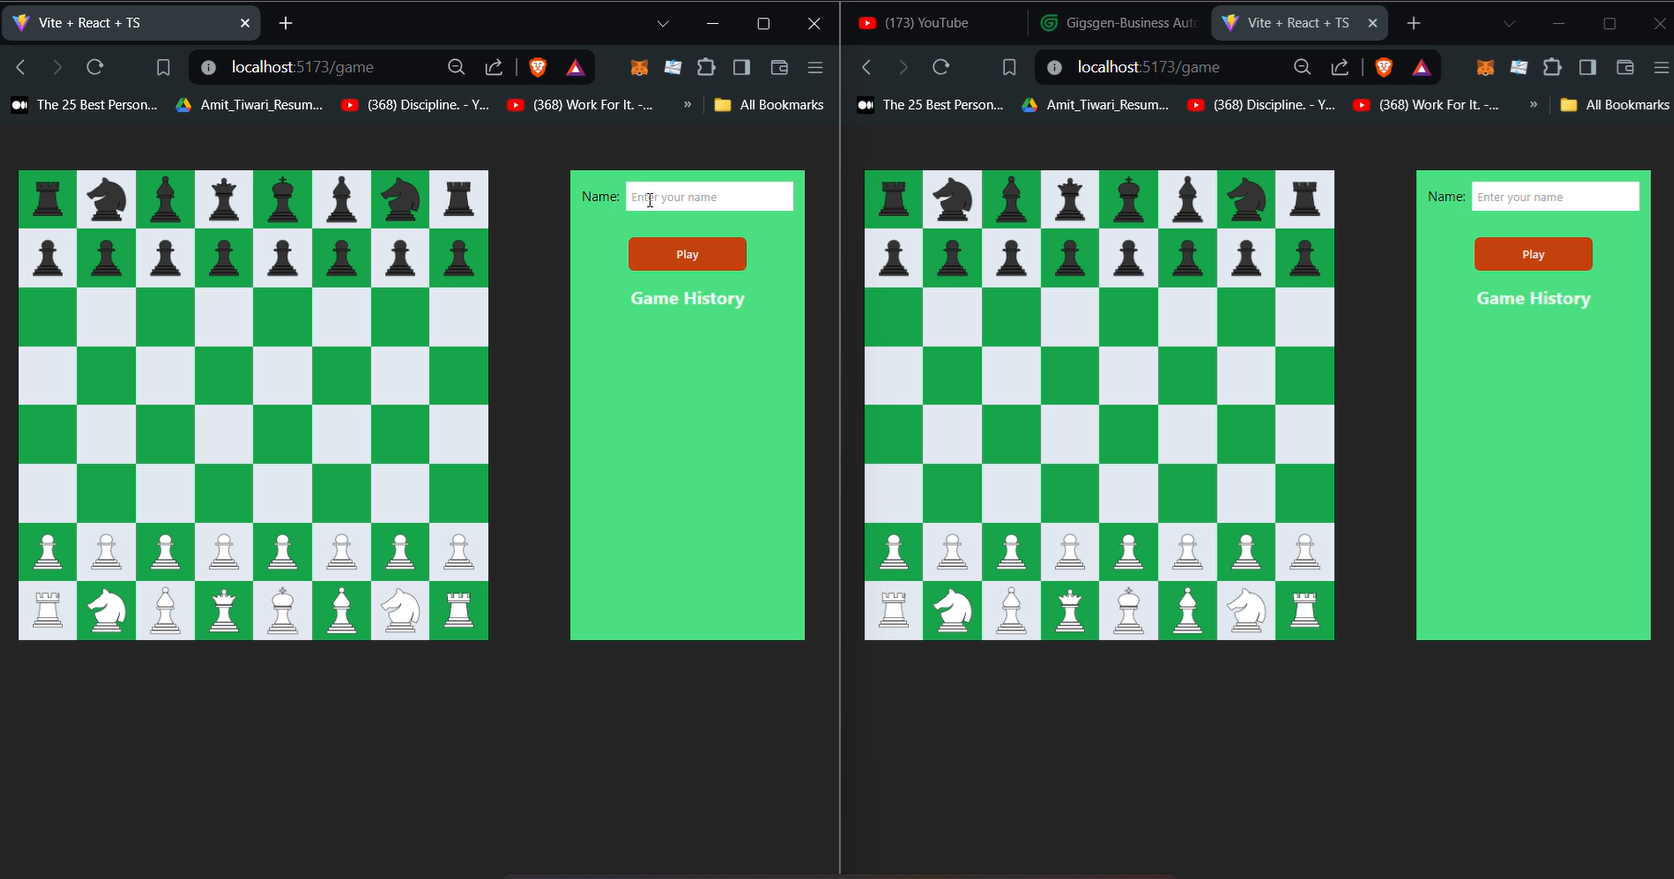 Vite + React + TS
localhost:5173/game
The 25 Best Person... Amit_Tiwari_Resum... (368) Discipline. - Y... (368) Work For It. -... » All Bookmarks
Name: Enter your name
Play
Game History
(173) YouTube Gigsgen-Business Auto Vite + React + TS
localhost:5173/game
The 25 Best Person... Amit_Tiwari_Resum... (368) Discipline. - Y... (368) Work For It. -... » All Bookmarks
Name: Enter your name
Play
Game History